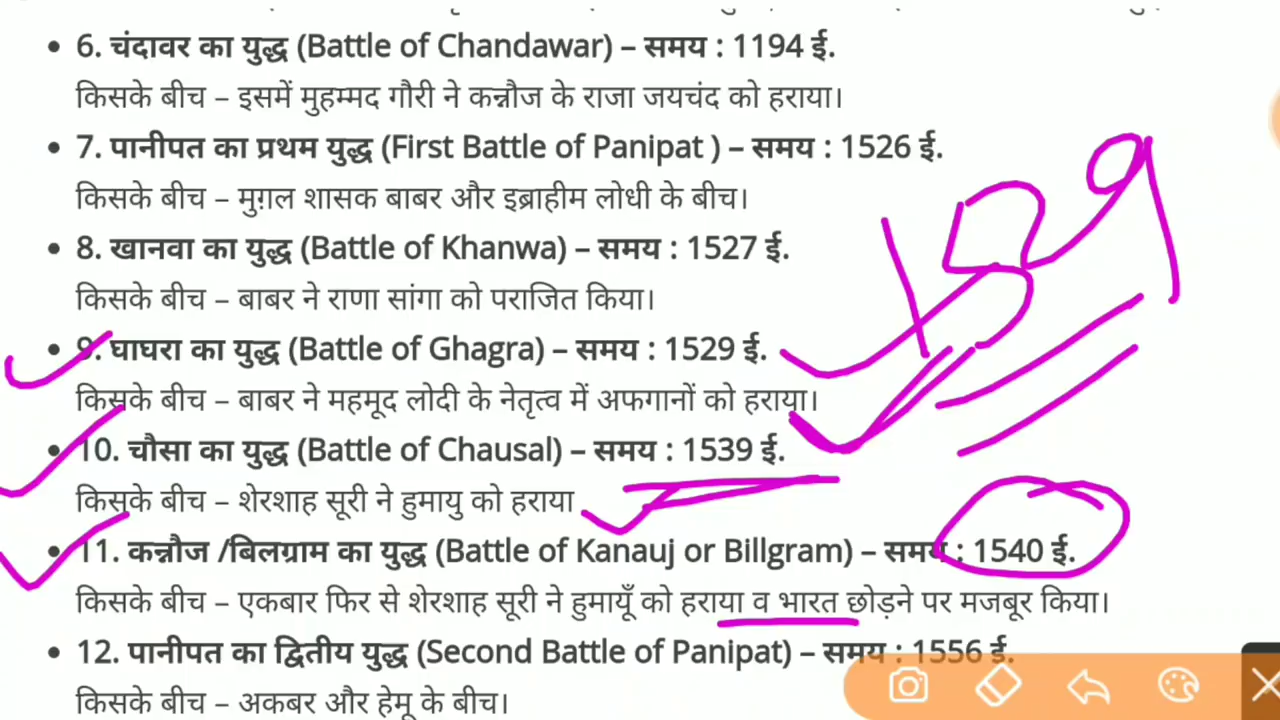 6. चंदावर का युद्ध (Battle of Chandawar) – समय : 1194 ई.
किसके बीच – इसमें मुहम्मद गौरी ने कन्नौज के राजा जयचंद को हराया।
7. पानीपत का प्रथम युद्ध (First Battle of Panipat ) – समय : 1526 ई.
किसके बीच – मुग़ल शासक बाबर और इब्राहीम लोधी के बीच।
8. खानवा का युद्ध (Battle of Khanwa) – समय : 1527 ई.
किसके बीच – बाबर ने राणा सांगा को पराजित किया।
9. घाघरा का युद्ध (Battle of Ghagra) – समय : 1529 ई.
किसके बीच – बाबर ने महमूद लोदी के नेतृत्व में अफगानों को हराया।
10. चौसा का युद्ध (Battle of Chausal) – समय : 1539 ई.
किसके बीच – शेरशाह सूरी ने हुमायु को हराया
11. कन्नौज /बिलग्राम का युद्ध (Battle of Kanauj or Billgram) – समय : 1540 ई.
किसके बीच – एकबार फिर से शेरशाह सूरी ने हुमायूँ को हराया व भारत छोड़ने पर मजबूर किया।
12. पानीपत का द्वितीय युद्ध (Second Battle of Panipat) – समय : 1556 ई.
किसके बीच – अकबर और हेमू के बीच।